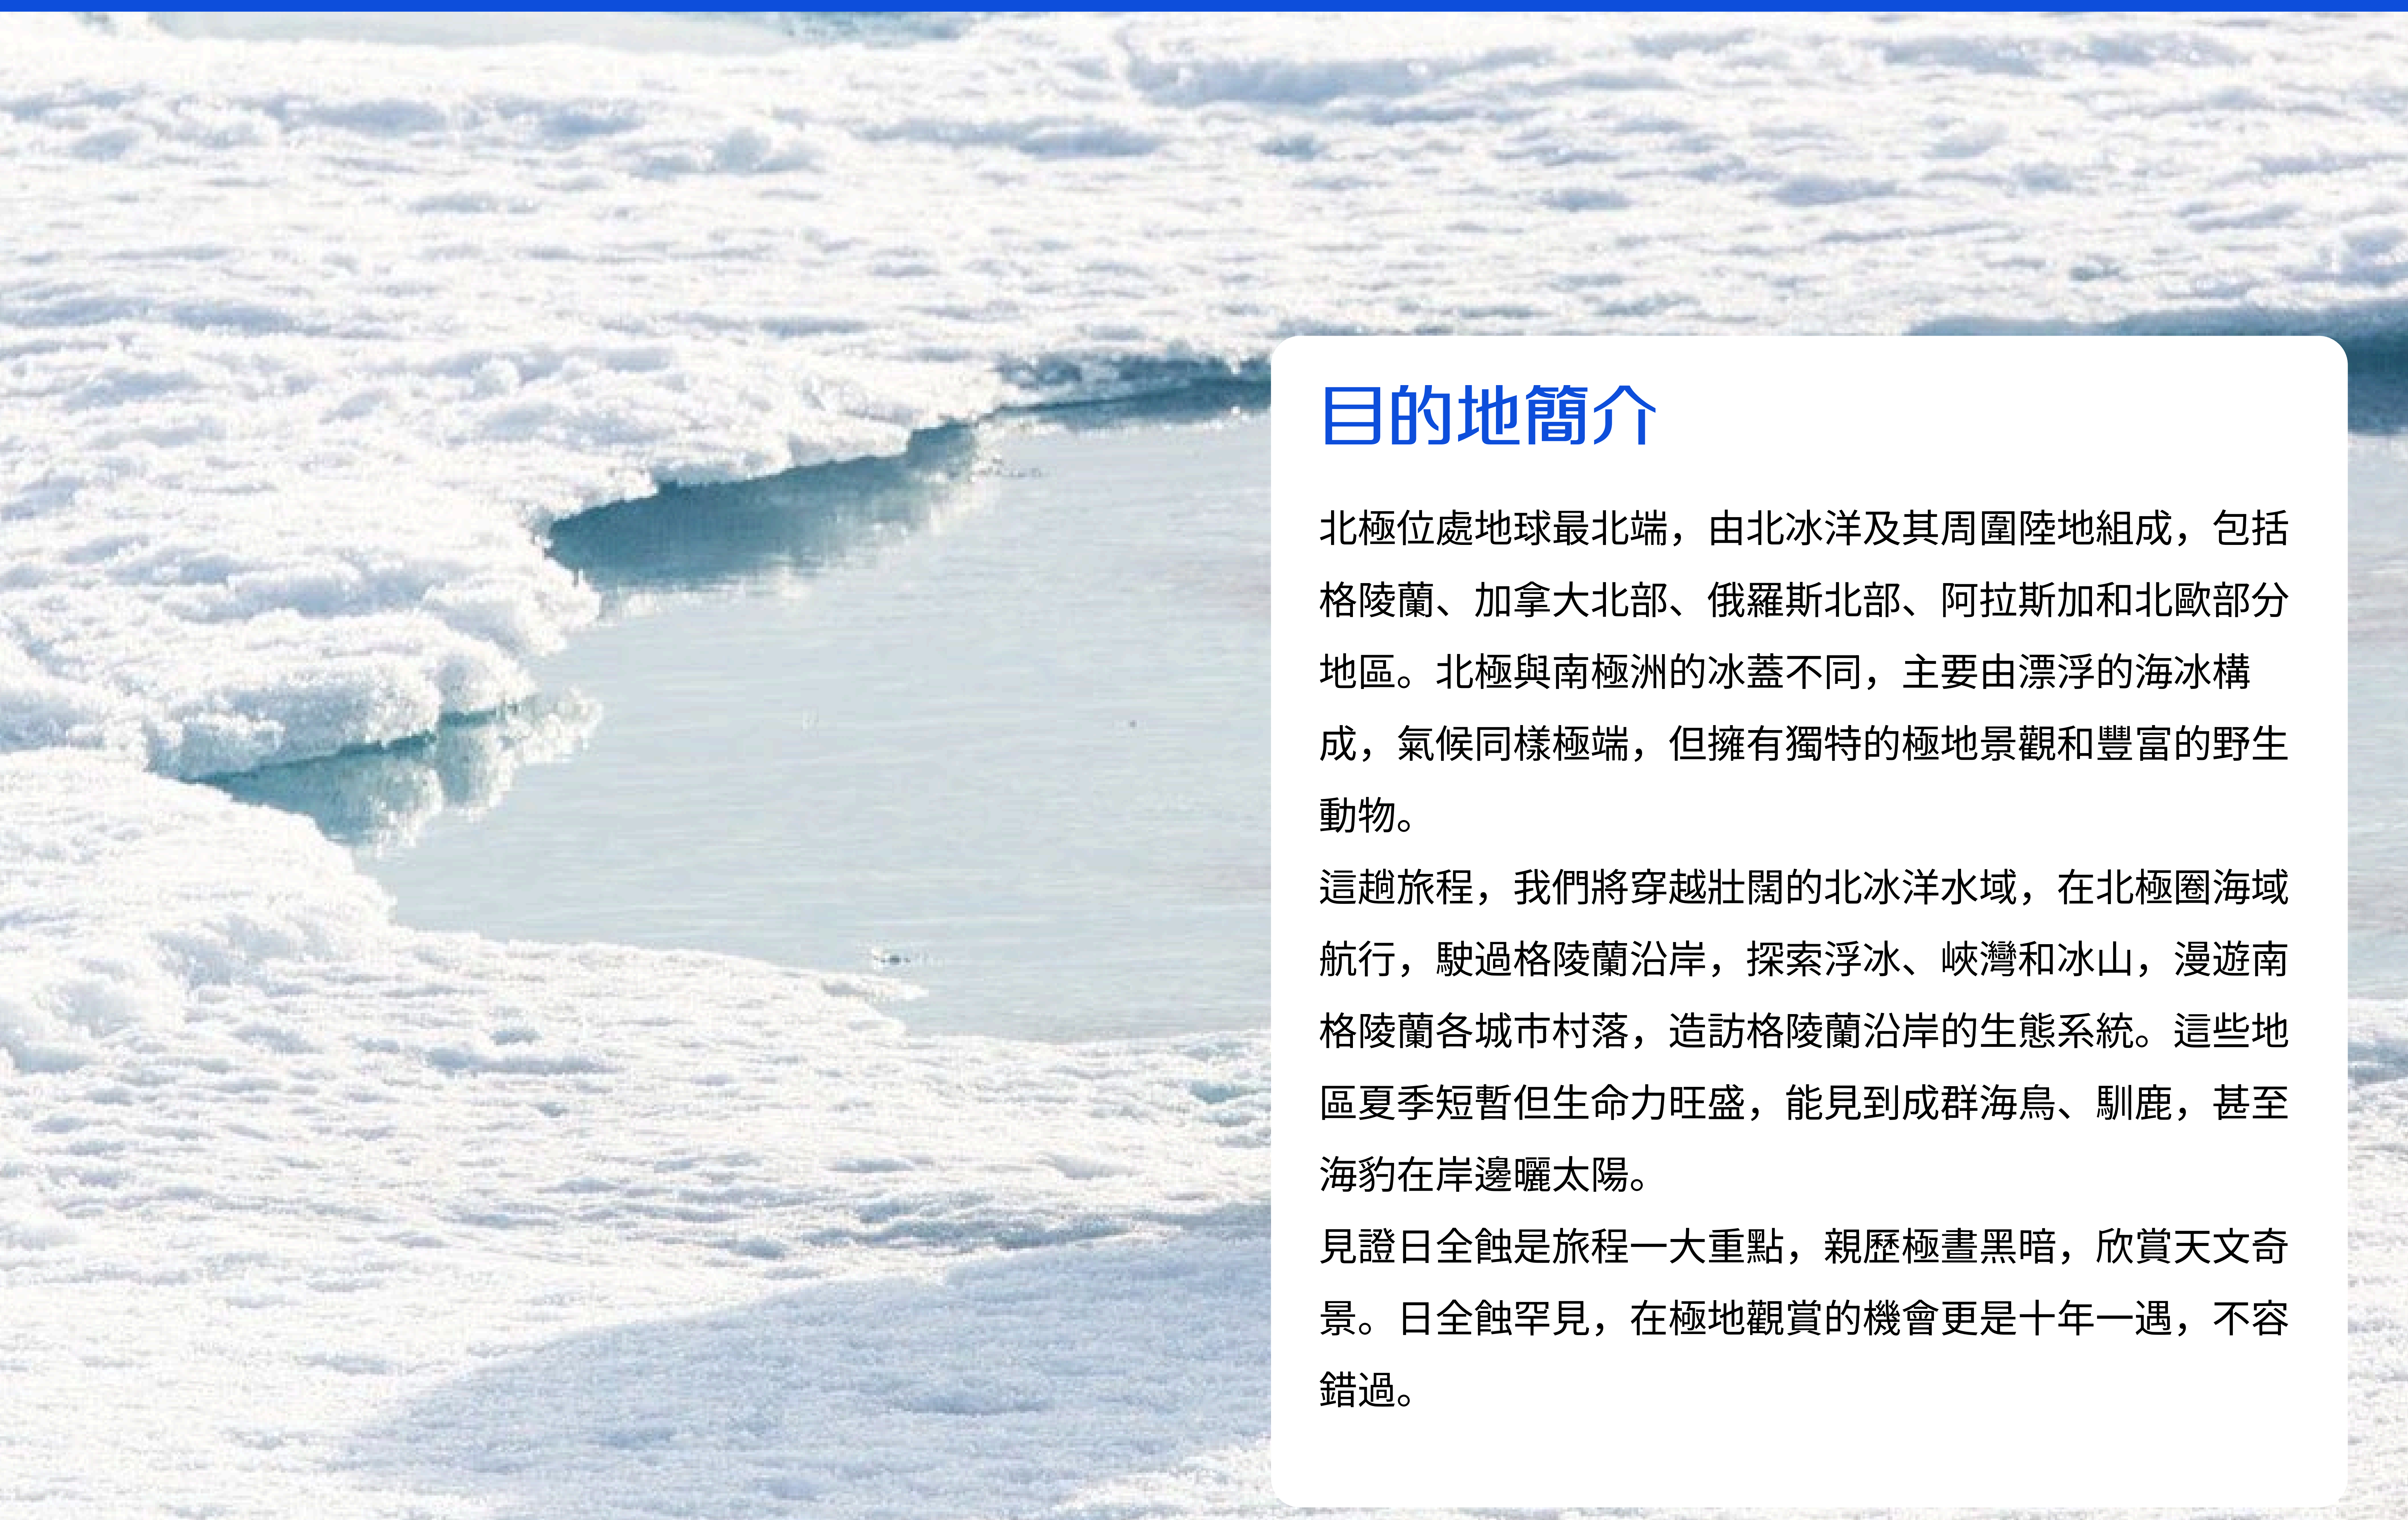 目的地簡介
北極位處地球最北端，由北冰洋及其周圍陸地組成，包括
格陵蘭、加拿大北部、俄羅斯北部、阿拉斯加和北歐部分
地區。北極與南極洲的冰蓋不同，主要由漂浮的海冰構
成，氣候同樣極端，但擁有獨特的極地景觀和豐富的野生
動物。
這趟旅程，我們將穿越壯闊的北冰洋水域，在北極圈海域
航行，駛過格陵蘭沿岸，探索浮冰、峽灣和冰山，漫遊南
格陵蘭各城市村落，造訪格陵蘭沿岸的生態系統。這些地
區夏季短暫但生命力旺盛，能見到成群海鳥、馴鹿，甚至
海豹在岸邊曬太陽。
見證日全蝕是旅程一大重點，親歷極晝黑暗，欣賞天文奇
景。日全蝕罕見，在極地觀賞的機會更是十年一遇，不容
錯過。